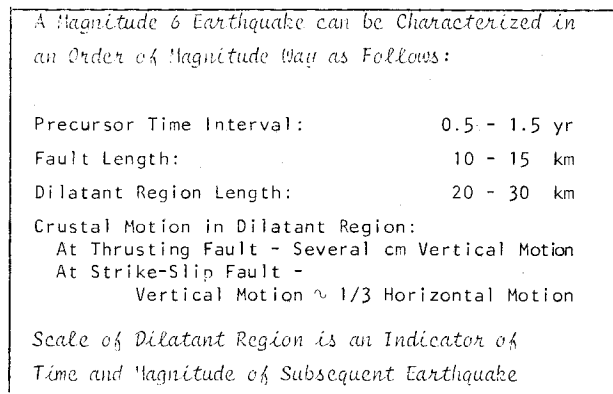 A Magnitude 6 Earthquake can be Characterized in
an Order of Magnitude Way as Follows:
Precursor Time Interval: 0.5 - 1.5 yr
Fault Length: 10 - 15 km
Dilatant Region Length: 20 - 30 km
Crustal Motion in Dilatant Region:
At Thrusting Fault - Several cm Vertical Motion
At Strike-Slip Fault -
Vertical Motion ~ 1/3 Horizontal Motion
Scale of Dilatant Region is an Indicator of
Time and Magnitude of Subsequent Earthquake